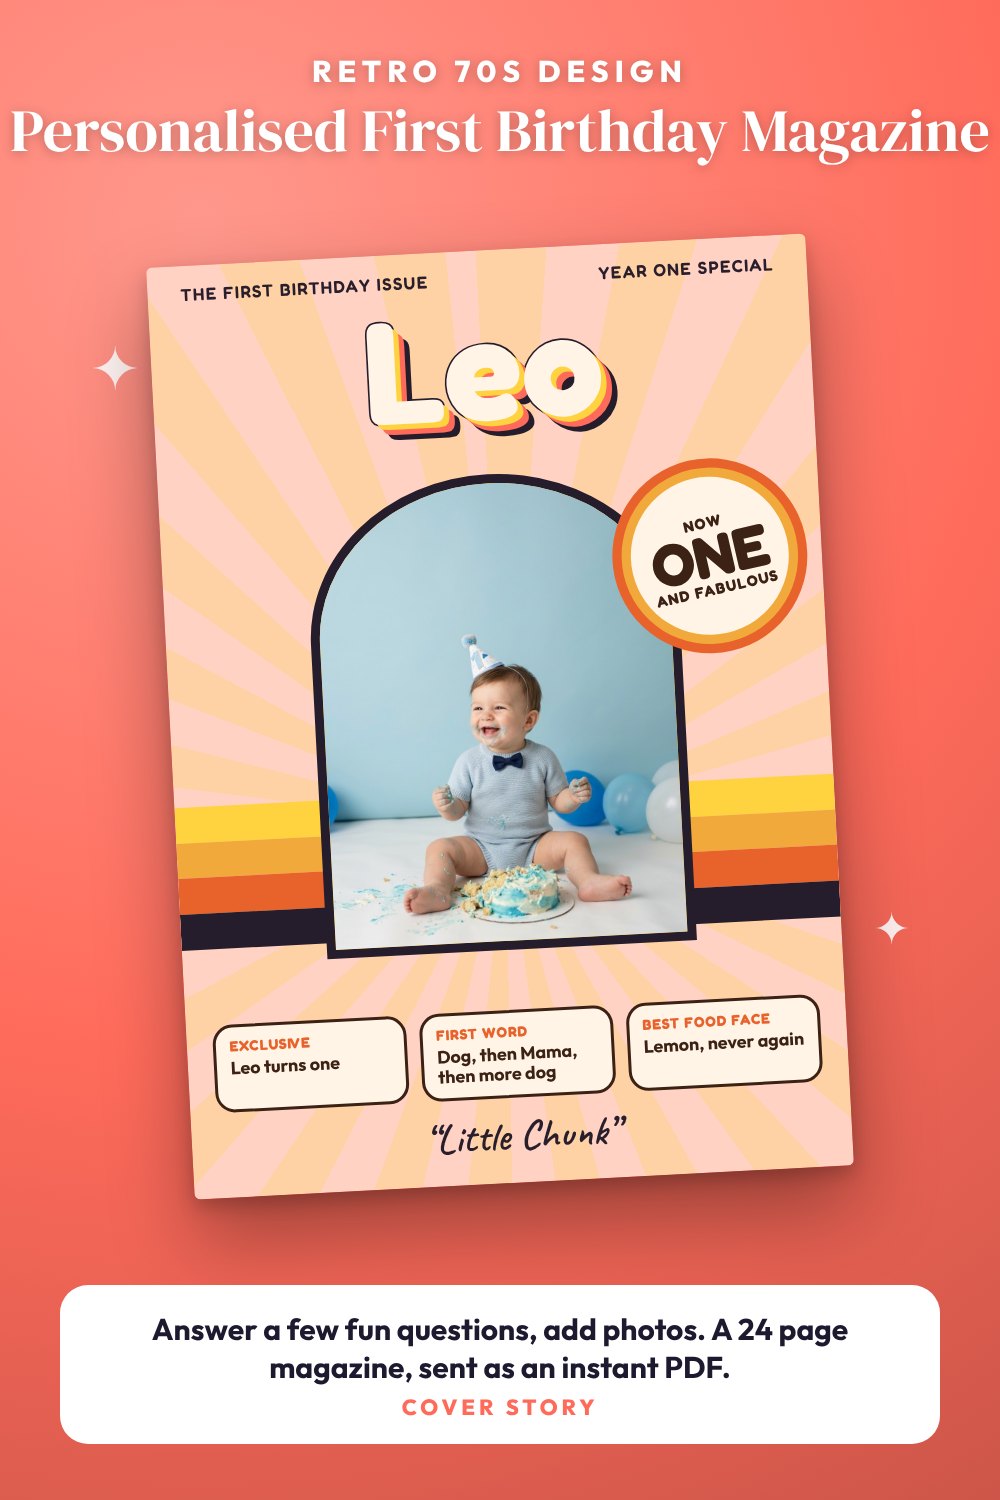 RETRO 70S DESIGN
Personalised First Birthday Magazine
THE FIRST BIRTHDAY ISSUE
YEAR ONE SPECIAL
Leo
NOW
ONE
AND FABULOUS
EXCLUSIVE
Leo turns one
FIRST WORD
Dog, then Mama,
then more dog
BEST FOOD FACE
Lemon, never again
“Little Chunk”
Answer a few fun questions, add photos. A 24 page
magazine, sent as an instant PDF.
COVER STORY